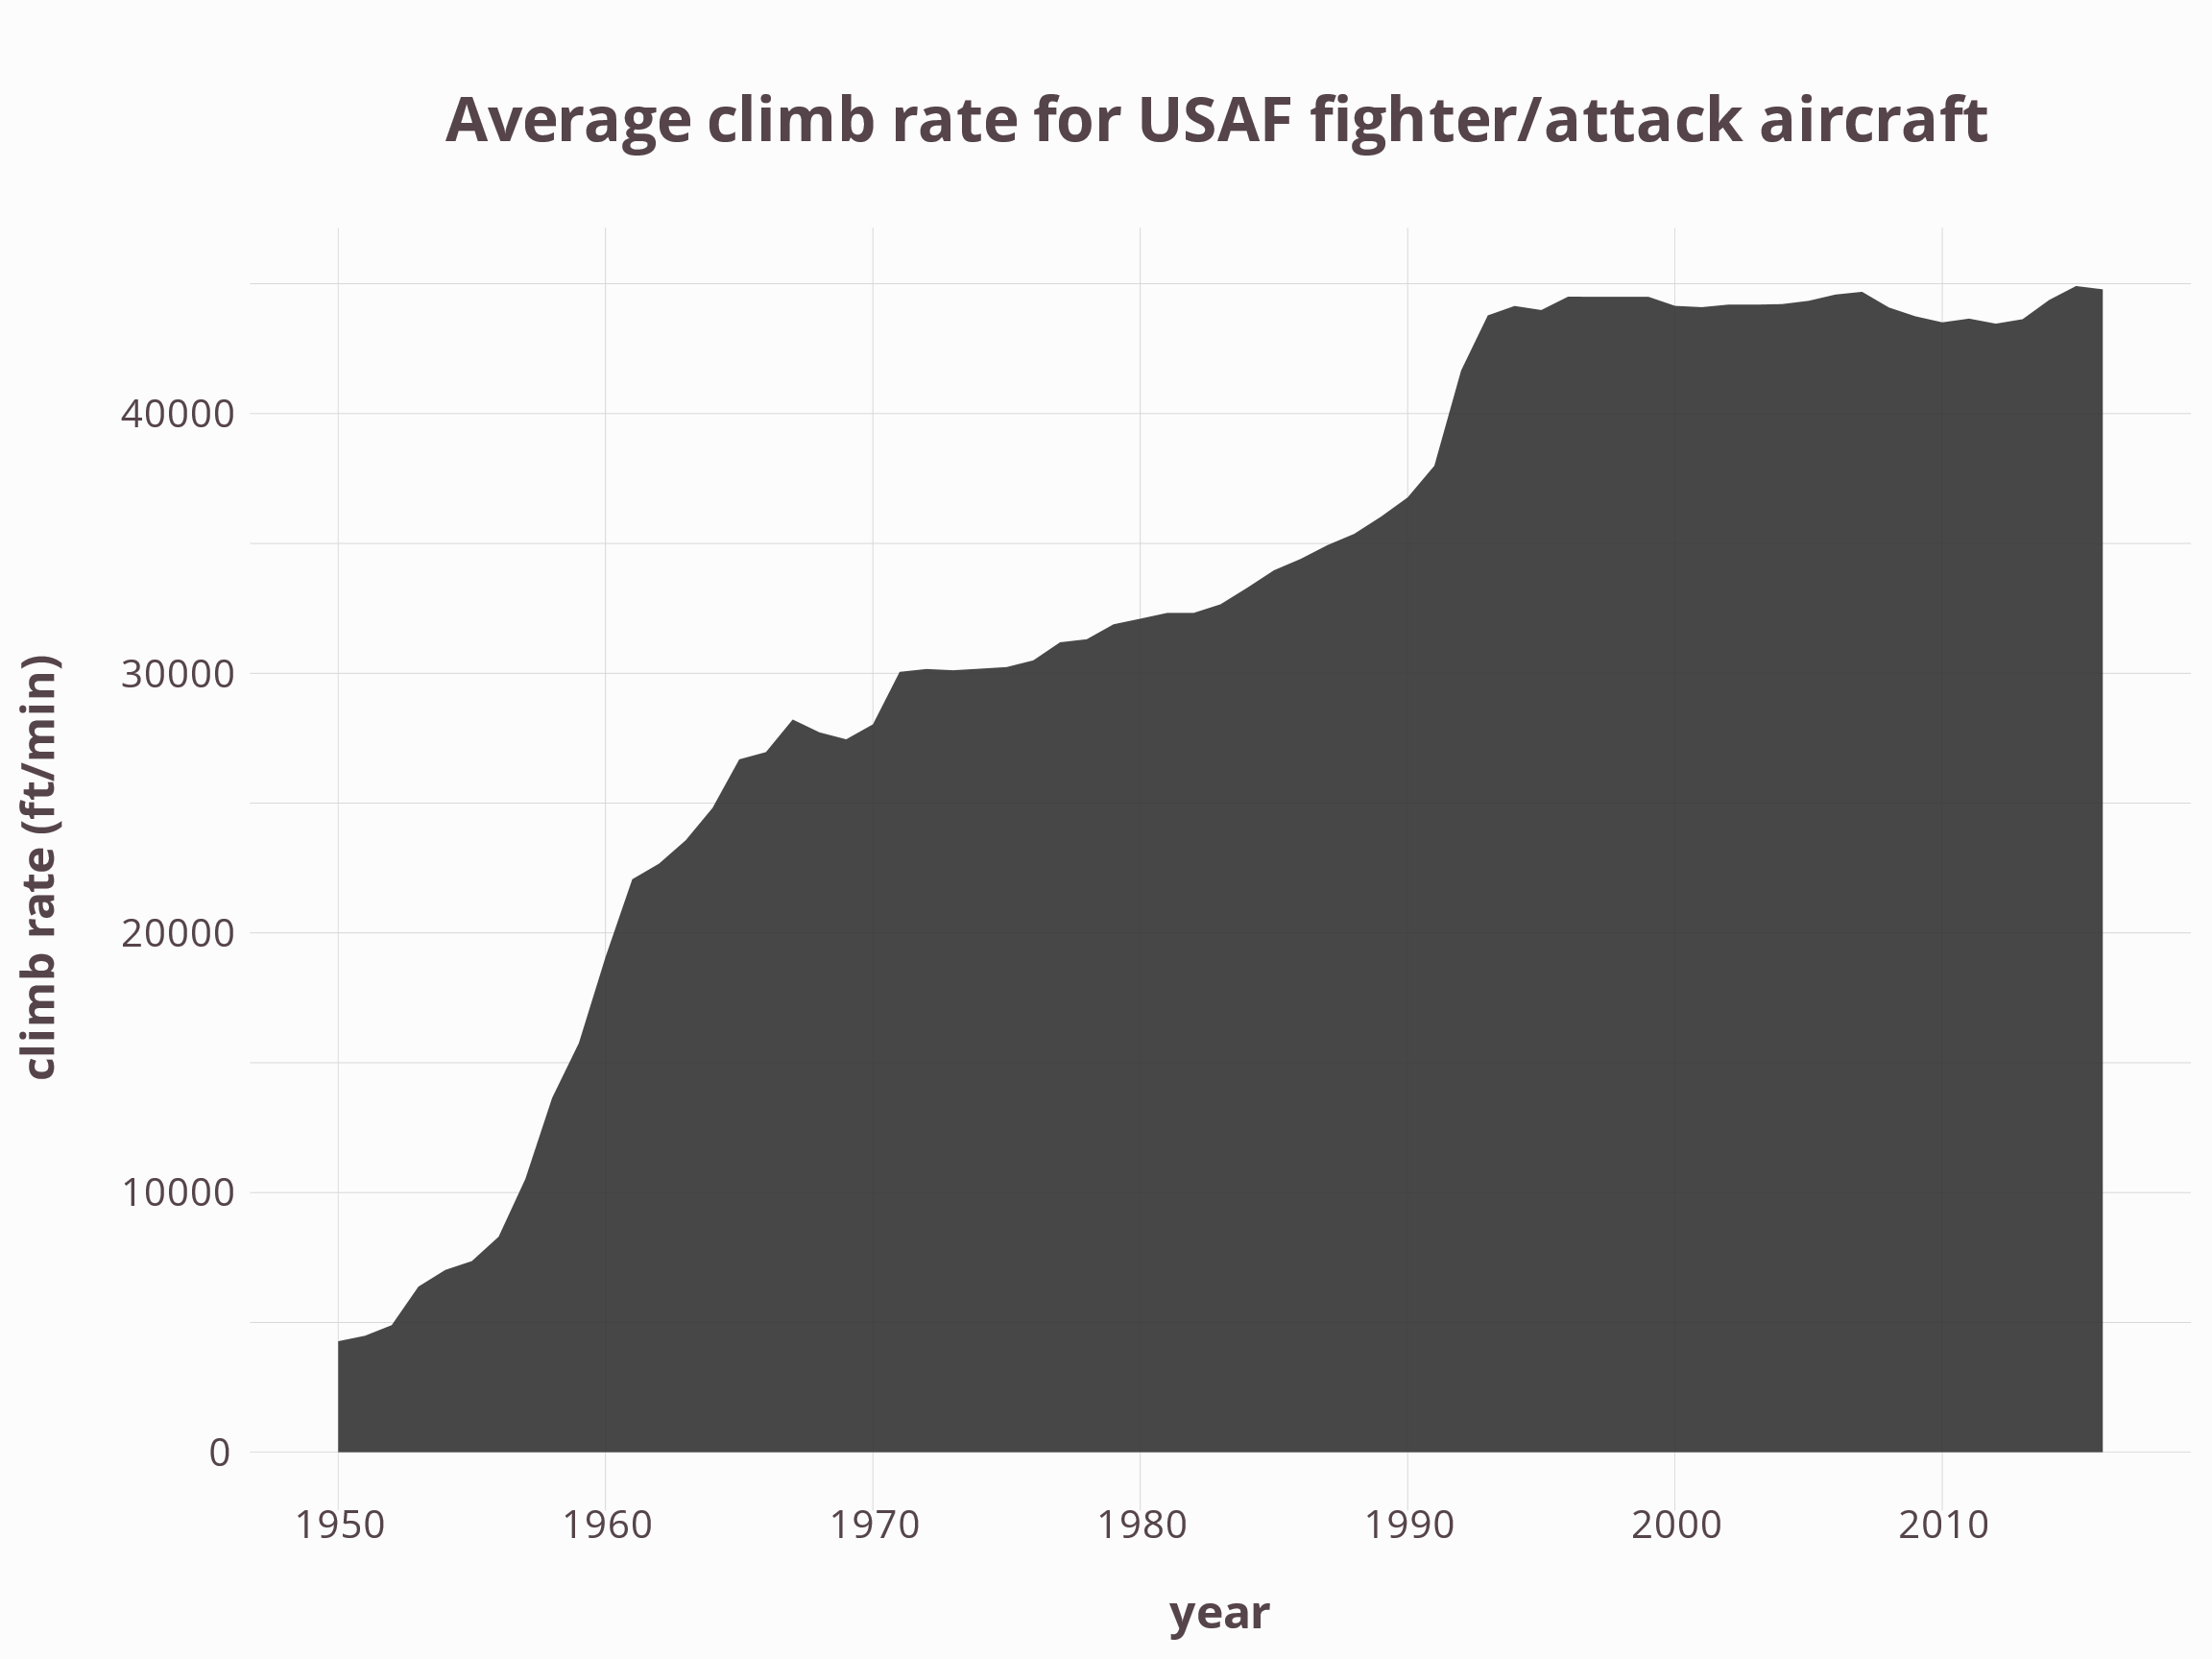 Average climb rate for USAF fighter/attack aircraft
climb rate (ft/min)
40000
30000
20000
10000
0
1950 1960 1970 1980 1990 2000 2010
year